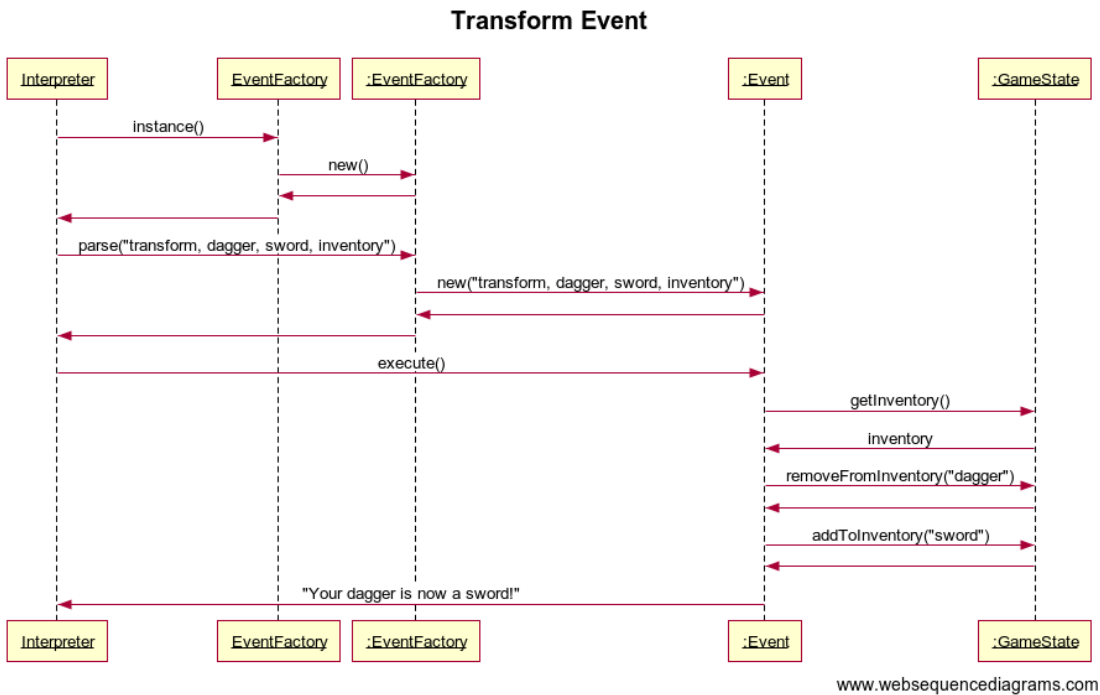 Transform Event
Interpreter
EventFactory
:EventFactory
:Event
:GameState
instance()
new()
parse("transform, dagger, sword, inventory")
new("transform, dagger, sword, inventory")
execute()
getInventory()
inventory
removeFromInventory("dagger")
addToInventory("sword")
"Your dagger is now a sword!"
Interpreter
EventFactory
:EventFactory
:Event
:GameState
www.websequencediagrams.com